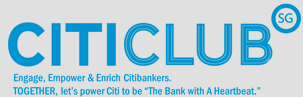 CITICLUB SG
Engage, Empower & Enrich Citibankers.
TOGETHER, let's power Citi to be “The Bank with A Heartbeat.”